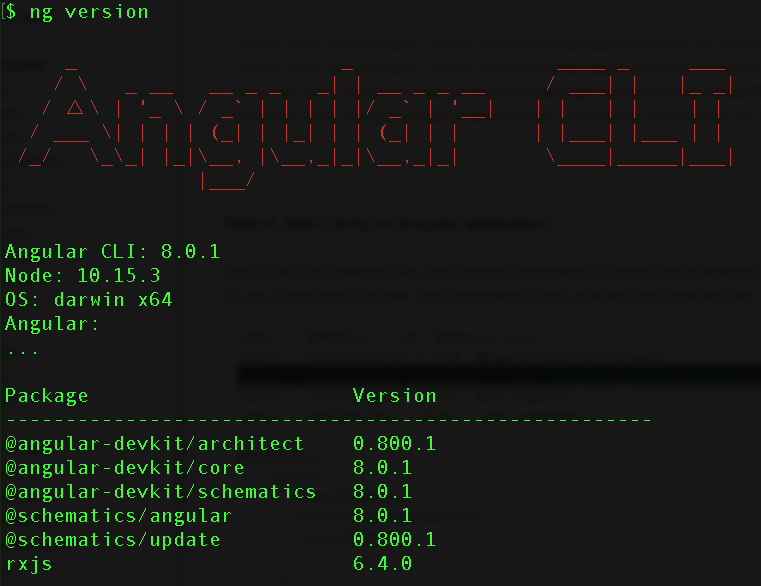 [$ ng version
Angular CLI
Angular CLI: 8.0.1
Node: 10.15.3
OS: darwin x64
Angular:
...
Package Version
------------------------------------------------------
@angular-devkit/architect 0.800.1
@angular-devkit/core 8.0.1
@angular-devkit/schematics 8.0.1
@schematics/angular 8.0.1
@schematics/update 0.800.1
rxjs 6.4.0